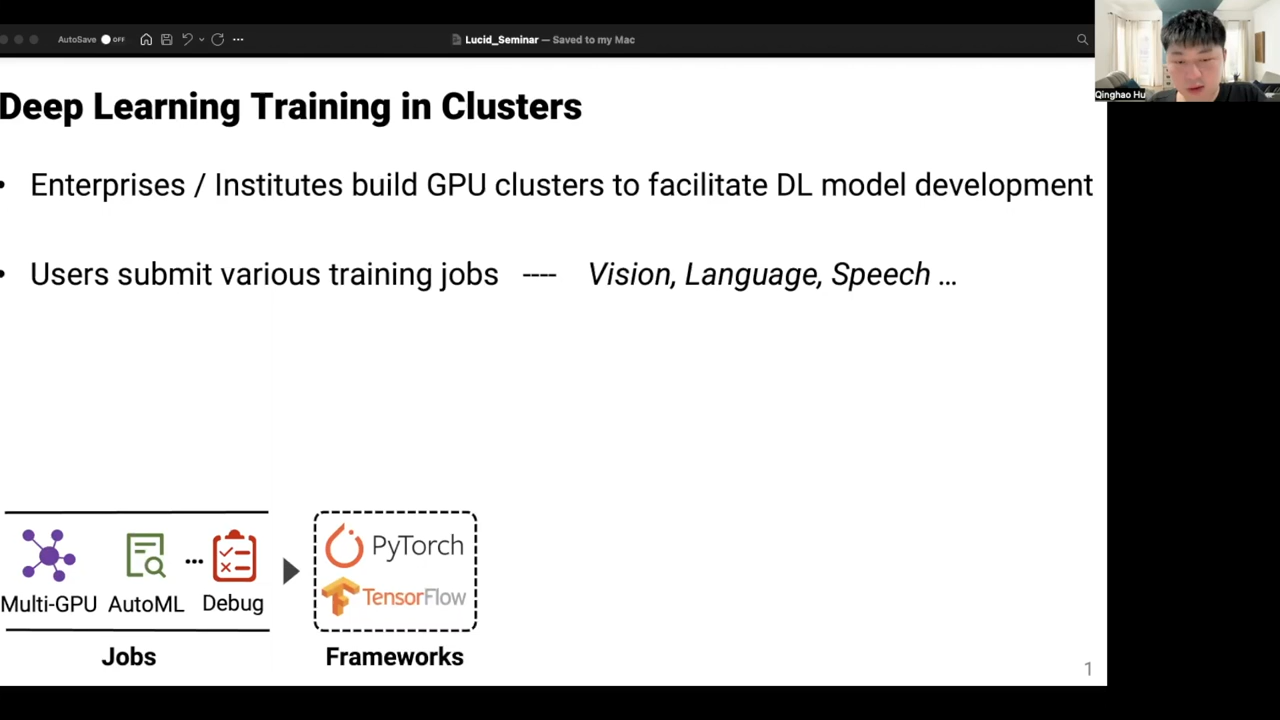 AutoSave OFF
Lucid_Seminar — Saved to my Mac
Qinghao Hu
Deep Learning Training in Clusters
• Enterprises / Institutes build GPU clusters to facilitate DL model development
• Users submit various training jobs ---- Vision, Language, Speech ...
PyTorch
TensorFlow
Multi-GPU AutoML ... Debug
Jobs
Frameworks
1